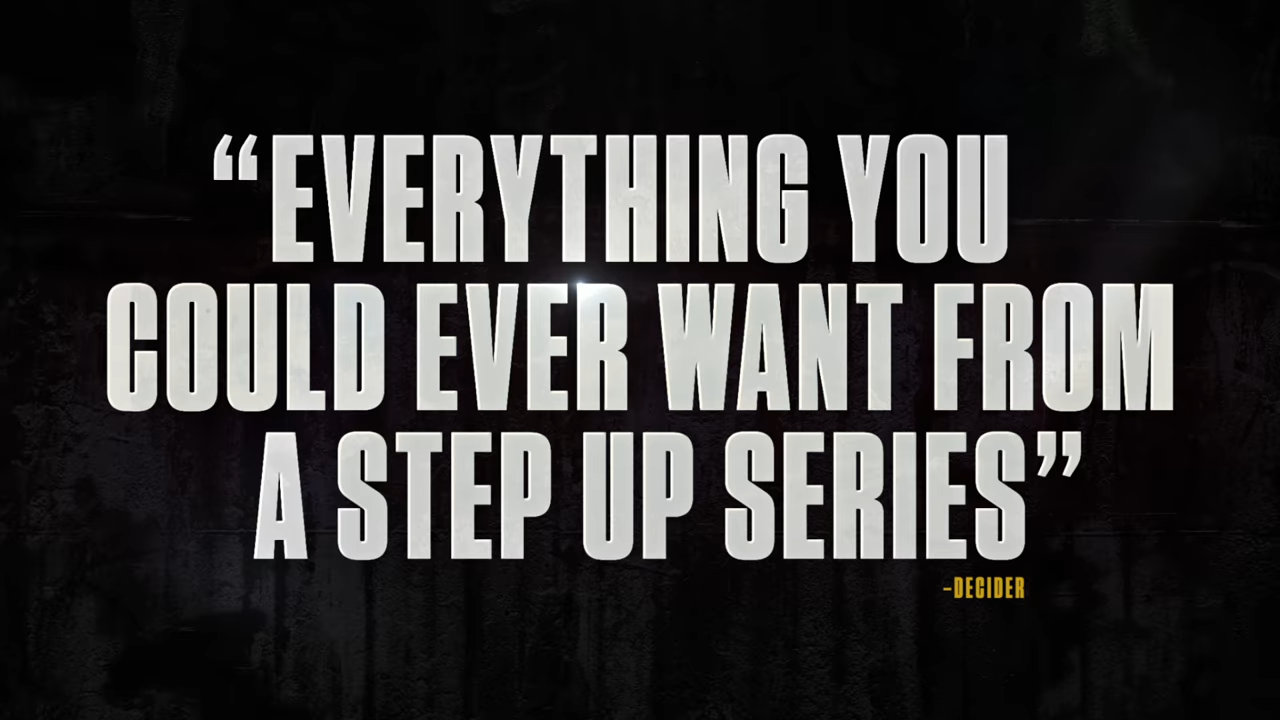 “EVERYTHING YOU
COULD EVER WANT FROM
A STEP UP SERIES”
-DECIDER